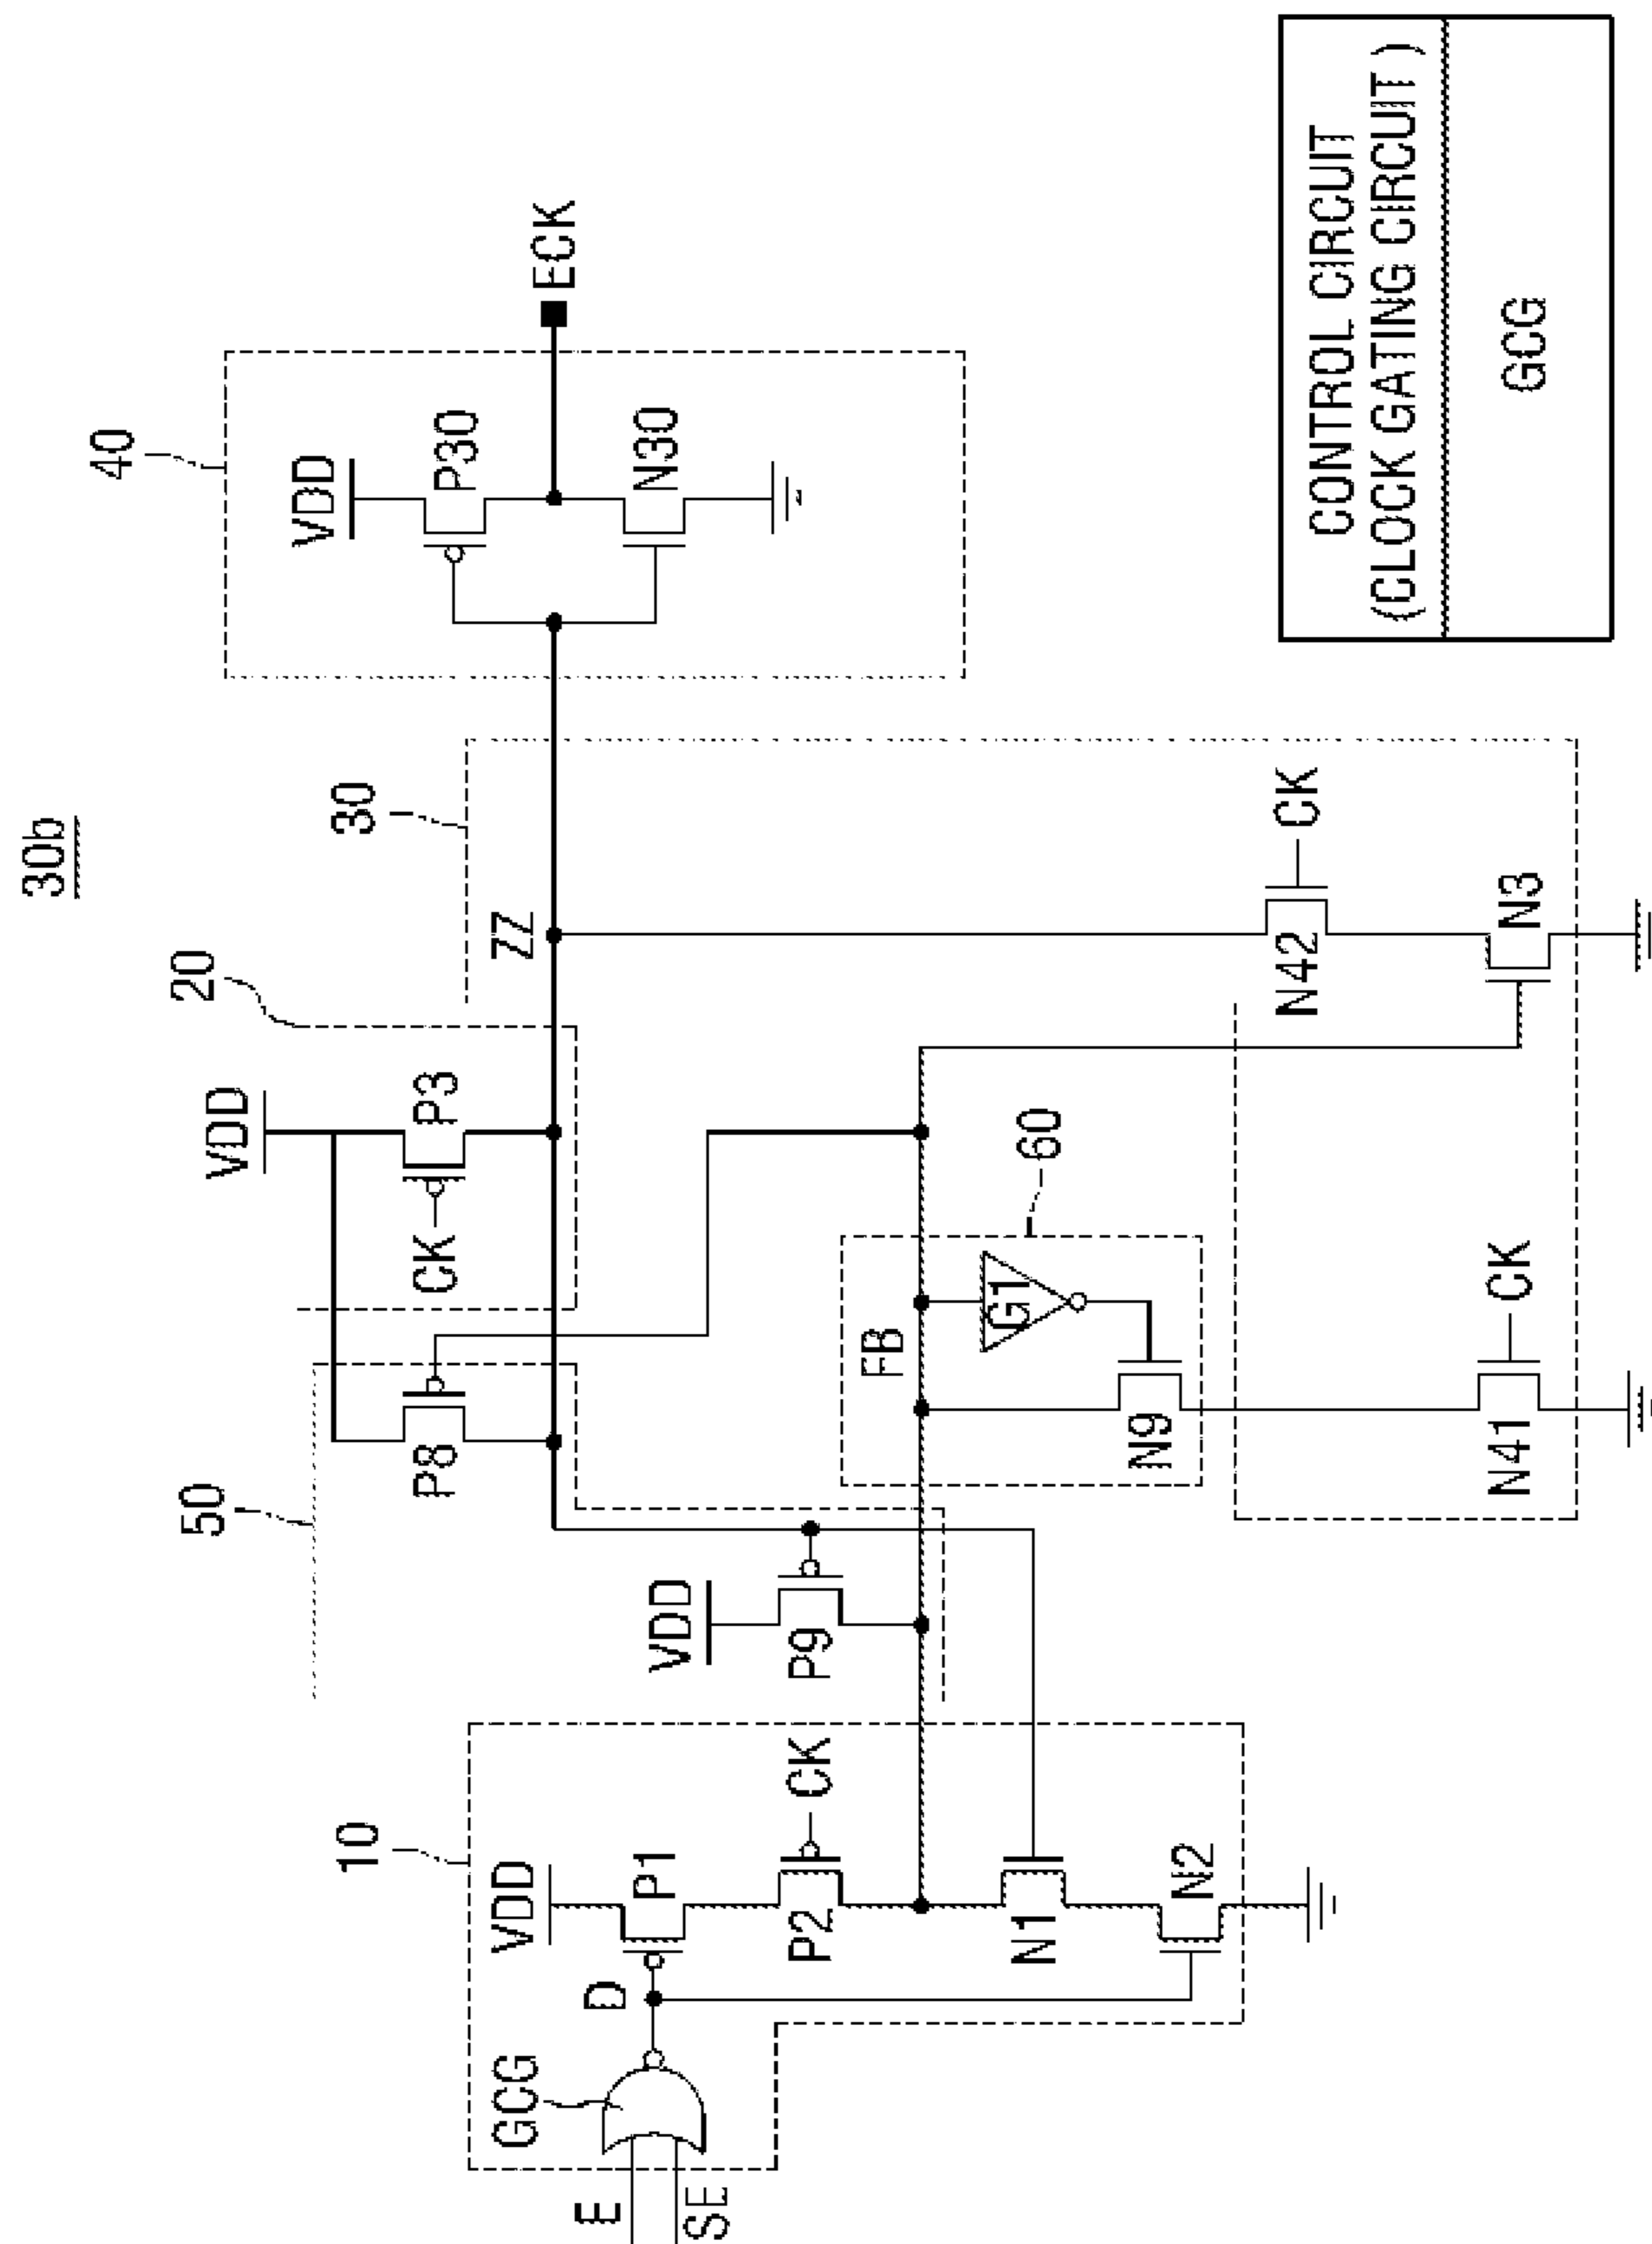 30b
40
VDD
P30
N30
ECK
20
30
ZZ
VDD
P3
CK
50
P8
VDD
P9
FB
G1
60
N9
N42
CK
N3
N41
CK
10
VDD
P1
D
P2
CK
N1
N2
GCG
E
SE
CONTROL CIRCUIT
(CLOCK GATING CIRCUIT )
GCG